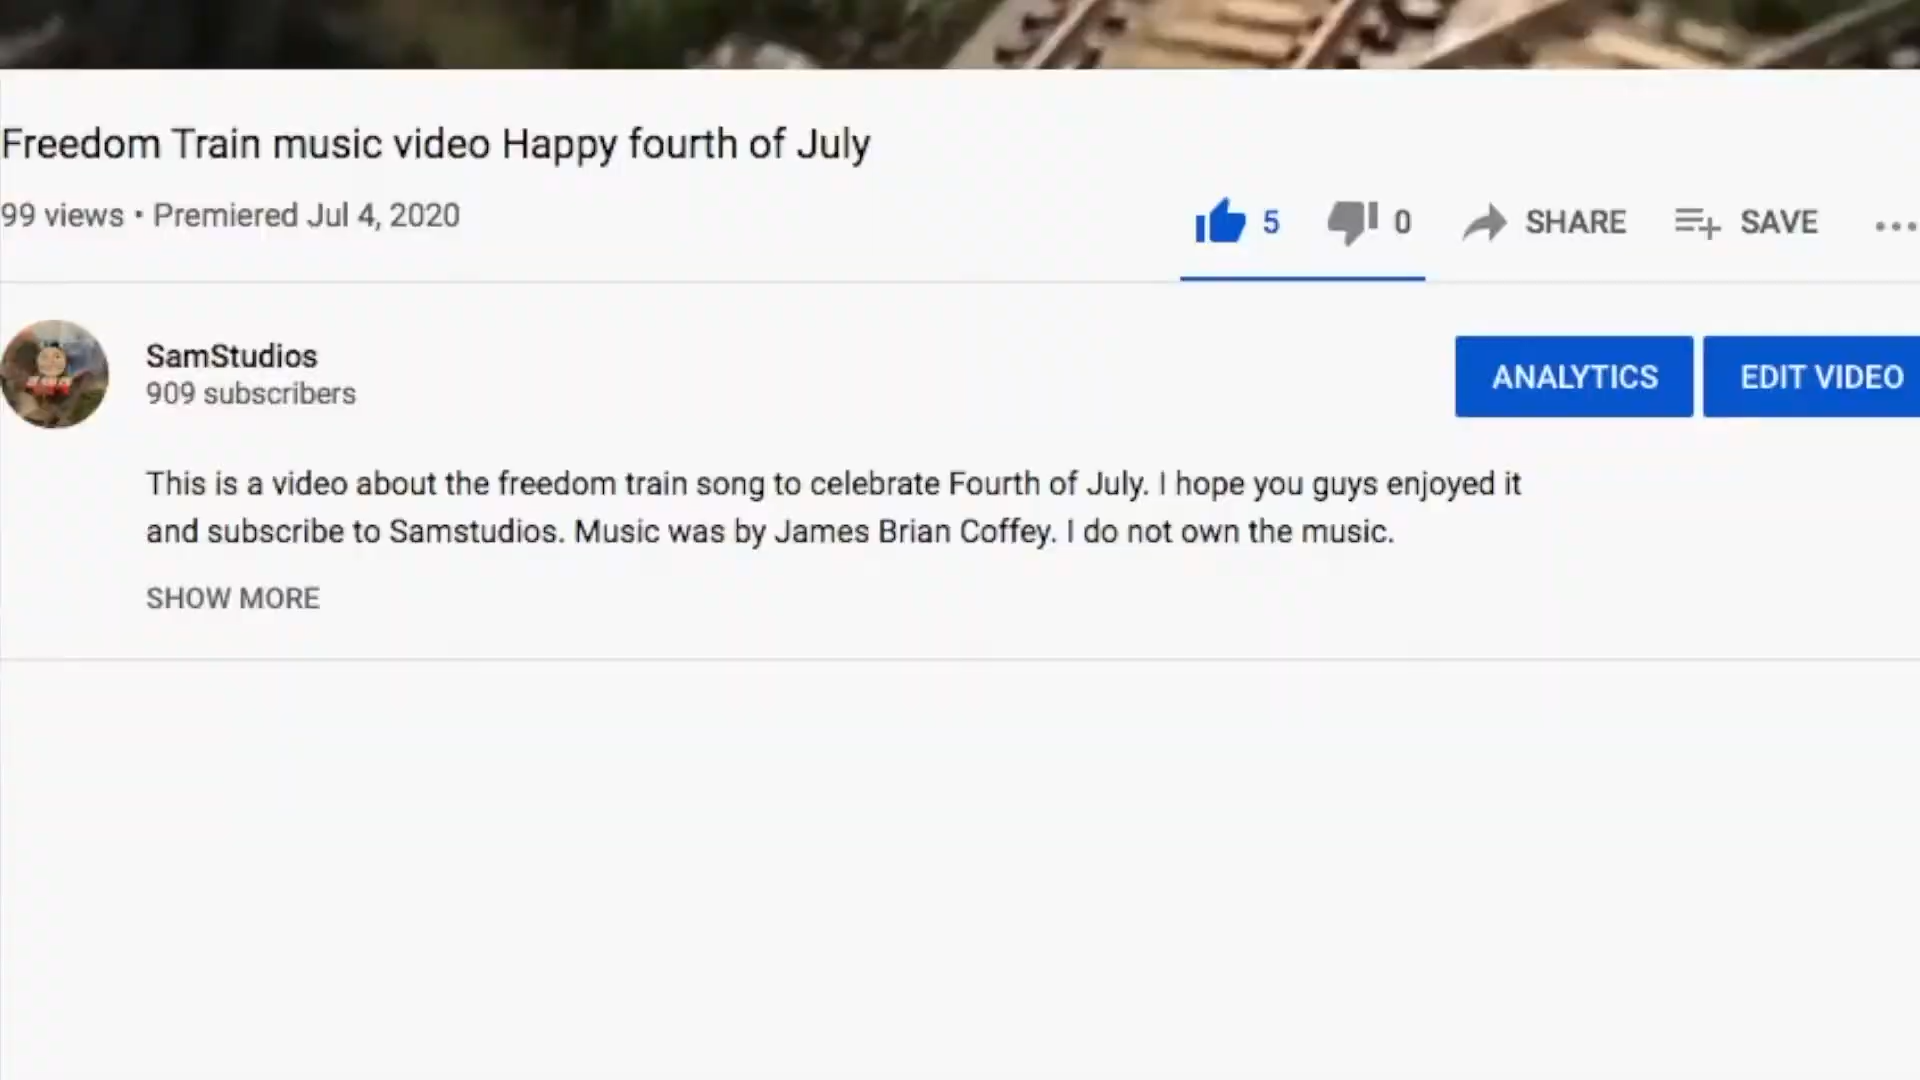 Freedom Train music video Happy fourth of July
99 views • Premiered Jul 4, 2020
5
0
SHARE
SAVE
SamStudios
909 subscribers
ANALYTICS
EDIT VIDEO
This is a video about the freedom train song to celebrate Fourth of July. I hope you guys enjoyed it
and subscribe to Samstudios. Music was by James Brian Coffey. I do not own the music.
SHOW MORE